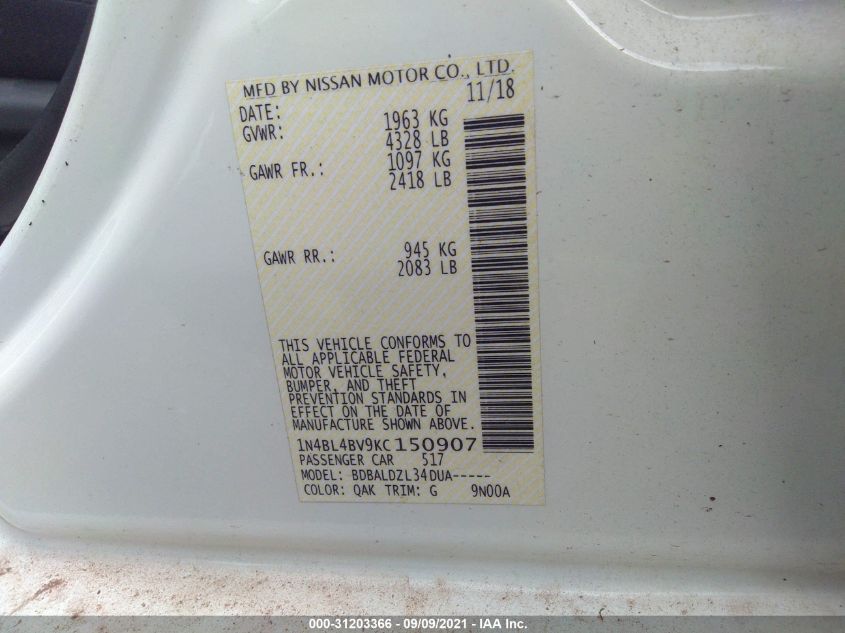 MFD BY NISSAN MOTOR CO., LTD.
DATE: 11/18
GVWR: 1963 KG
4328 LB
GAWR FR.: 1097 KG
2418 LB
GAWR RR.: 945 KG
2083 LB
THIS VEHICLE CONFORMS TO
ALL APPLICABLE FEDERAL
MOTOR VEHICLE SAFETY,
BUMPER, AND THEFT
PREVENTION STANDARDS IN
EFFECT ON THE DATE OF
MANUFACTURE SHOWN ABOVE.
1N4BL4BV9KC150907
PASSENGER CAR 517
MODEL: BDBALDZL34DUA-----
COLOR: QAK TRIM: G 9N00A
000-31203366 - 09/09/2021 - IAA Inc.